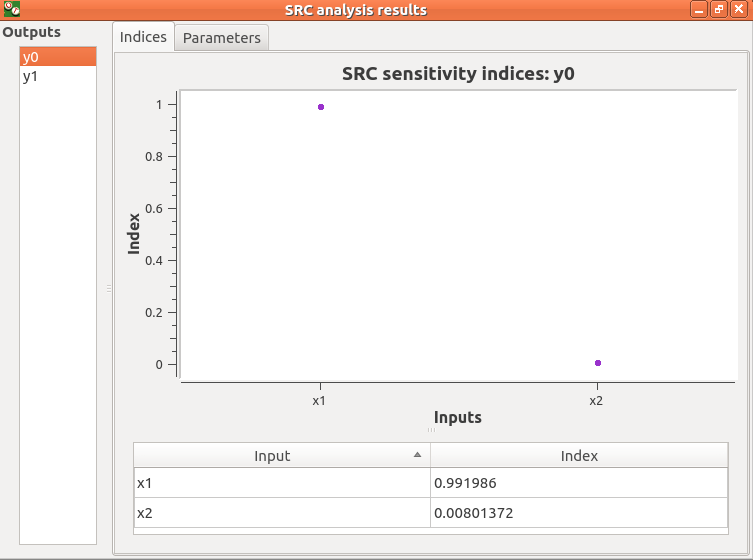 SRC analysis results
Outputs
y0
y1
Indices
Parameters
SRC sensitivity indices: y0
Index
1
0.8
0.6
0.4
0.2
0
x1
x2
Inputs
Input
Index
x1
0.991986
x2
0.00801372